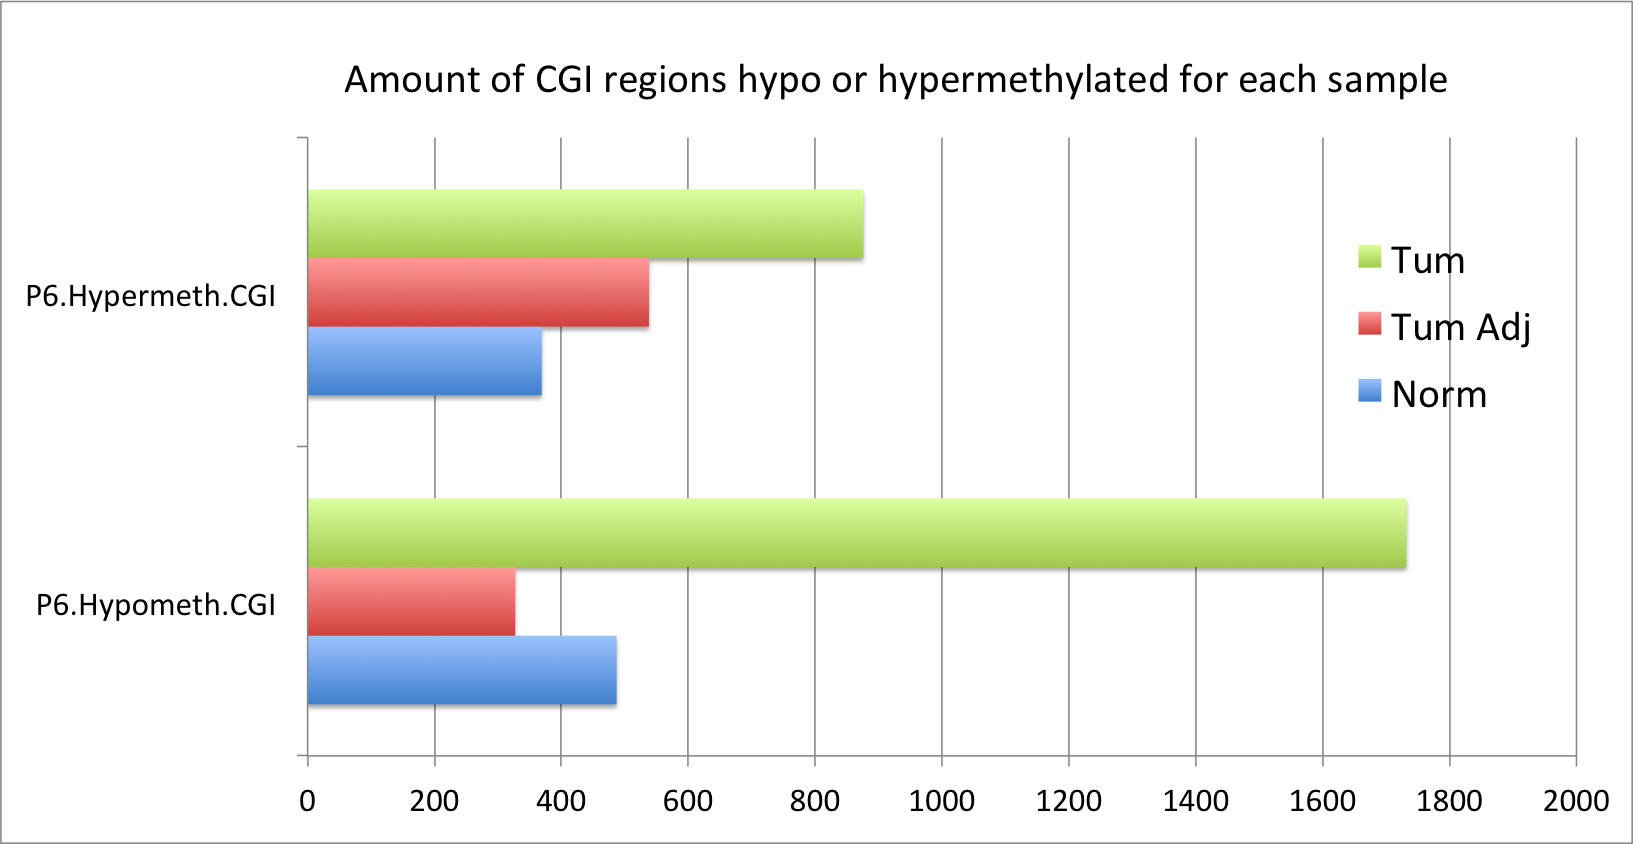 Amount of CGI regions hypo or hypermethylated for each sample
P6.Hypermeth.CGI
P6.Hypometh.CGI
Tum
Tum Adj
Norm
0 200 400 600 800 1000 1200 1400 1600 1800 2000